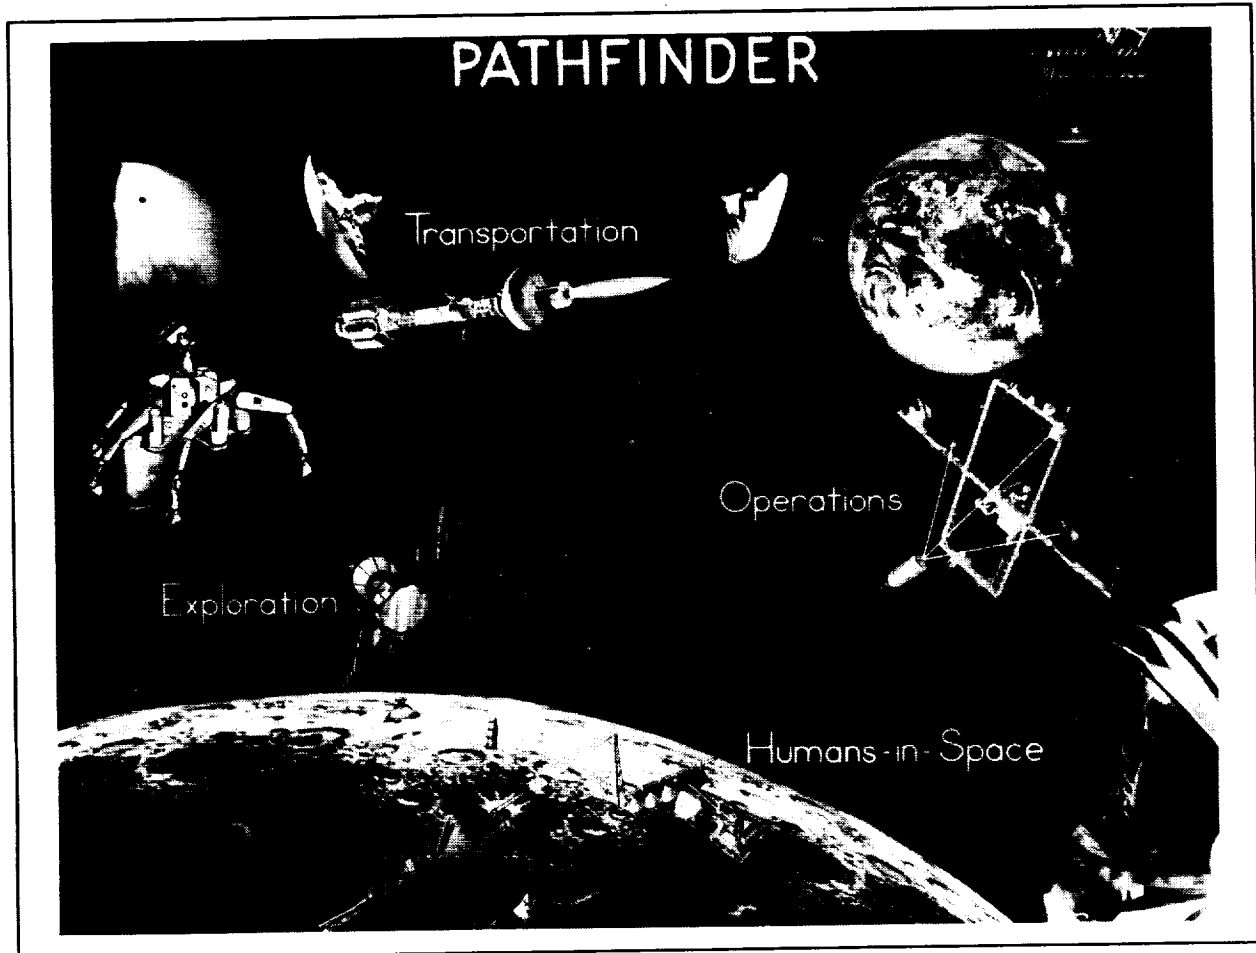 PATHFINDER
Transportation
Operations
Exploration
Humans-in-Space